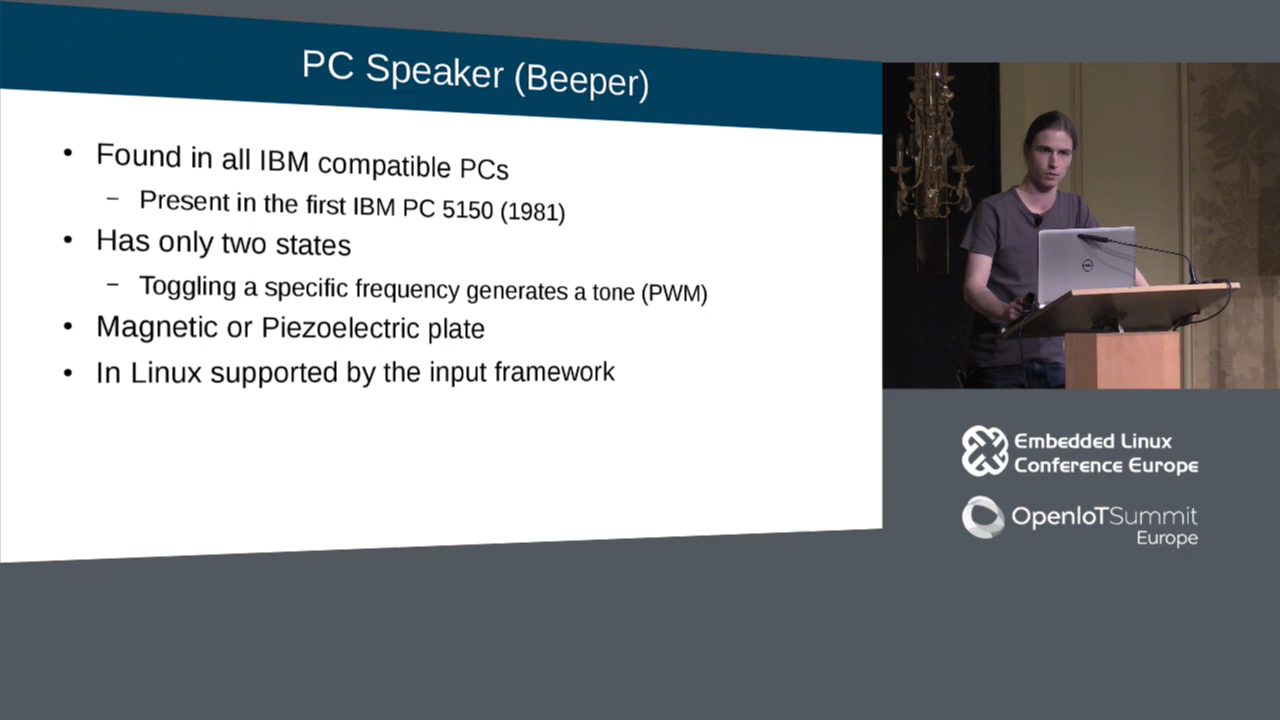 PC Speaker (Beeper)
• Found in all IBM compatible PCs
– Present in the first IBM PC 5150 (1981)
• Has only two states
– Toggling a specific frequency generates a tone (PWM)
• Magnetic or Piezoelectric plate
• In Linux supported by the input framework
Embedded Linux
Conference Europe
OpenIoTSummit
Europe